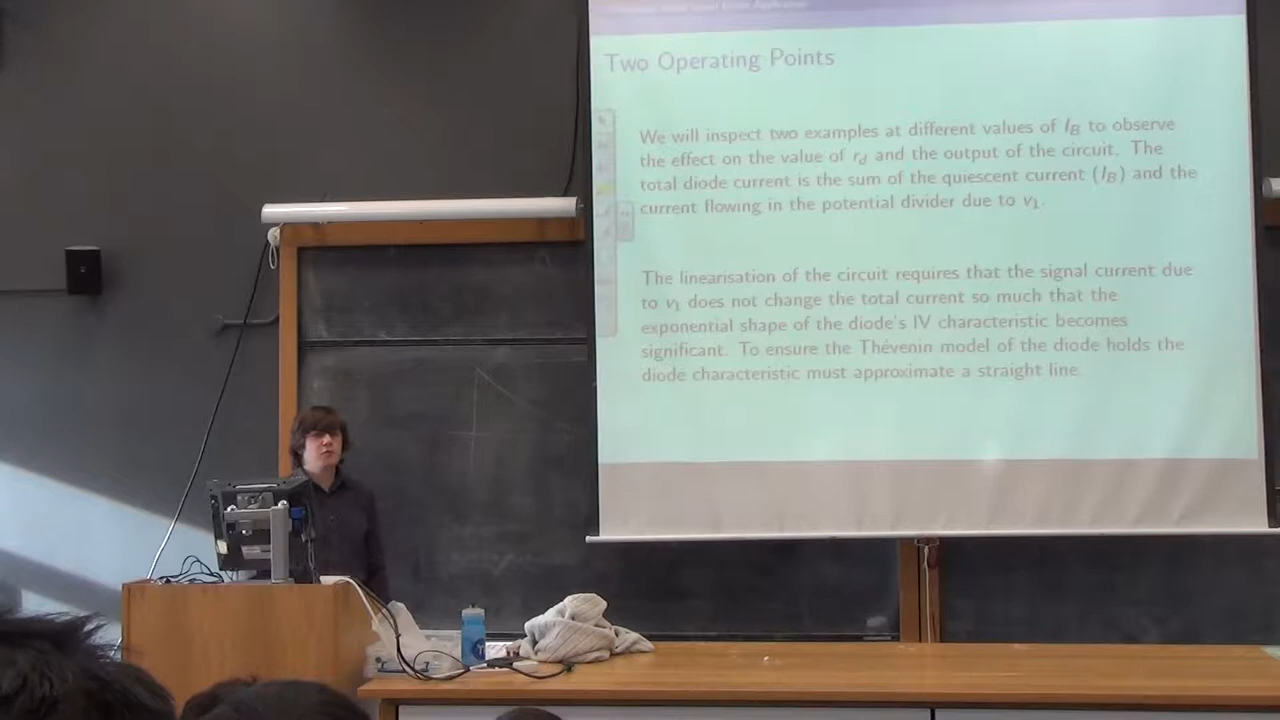 Two Operating Points
We will inspect two examples at different values of I_B to observe
the effect on the value of r_d and the output of the circuit. The
total diode current is the sum of the quiescent current (I_B) and the
current flowing in the potential divider due to v_1.
The linearisation of the circuit requires that the signal current due
to v_1 does not change the total current so much that the
exponential shape of the diode's IV characteristic becomes
significant. To ensure the Thévenin model of the diode holds the
diode characteristic must approximate a straight line.